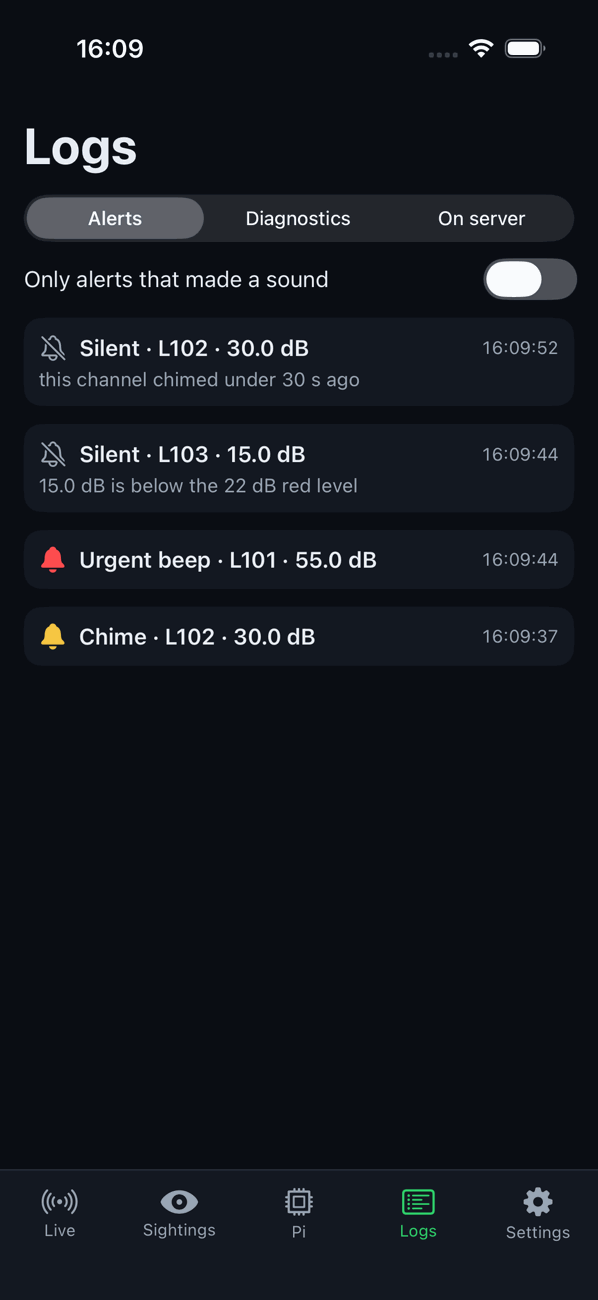 16:09
Logs
Alerts
Diagnostics
On server
Only alerts that made a sound
Silent · L102 · 30.0 dB
16:09:52
this channel chimed under 30 s ago
Silent · L103 · 15.0 dB
16:09:44
15.0 dB is below the 22 dB red level
Urgent beep · L101 · 55.0 dB
16:09:44
Chime · L102 · 30.0 dB
16:09:37
Live
Sightings
Pi
Logs
Settings